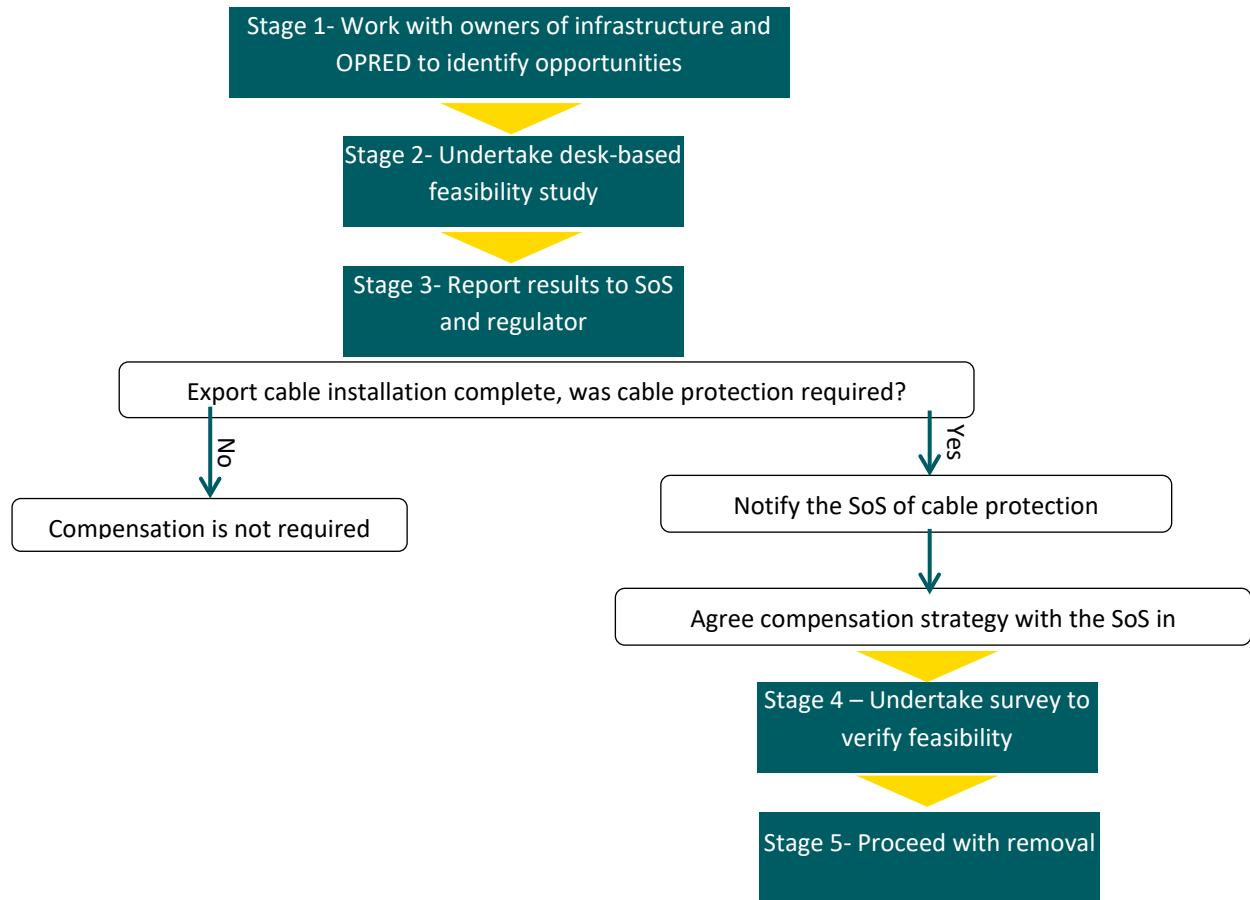 Stage 1- Work with owners of infrastructure and
OPRED to identify opportunities
Stage 2- Undertake desk-based
feasibility study
Stage 3- Report results to SoS
and regulator
Export cable installation complete, was cable protection required?
No
Yes
Compensation is not required
Notify the SoS of cable protection
Agree compensation strategy with the SoS in
Stage 4 – Undertake survey to
verify feasibility
Stage 5- Proceed with removal